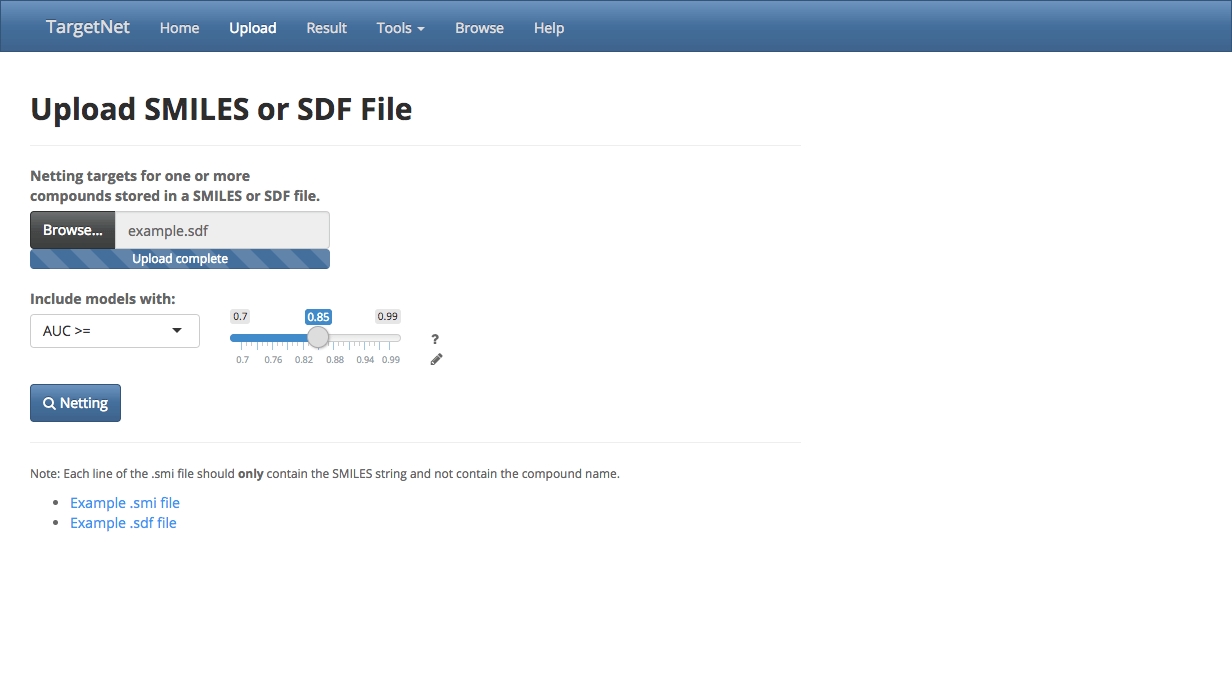 TargetNet Home Upload Result Tools Browse Help
Upload SMILES or SDF File
Netting targets for one or more
compounds stored in a SMILES or SDF file.
Browse... example.sdf
Upload complete
Include models with:
AUC >=
0.7 0.85 0.99
?
0.7 0.76 0.82 0.88 0.94 0.99
Netting
Note: Each line of the .smi file should only contain the SMILES string and not contain the compound name.
• Example .smi file
• Example .sdf file